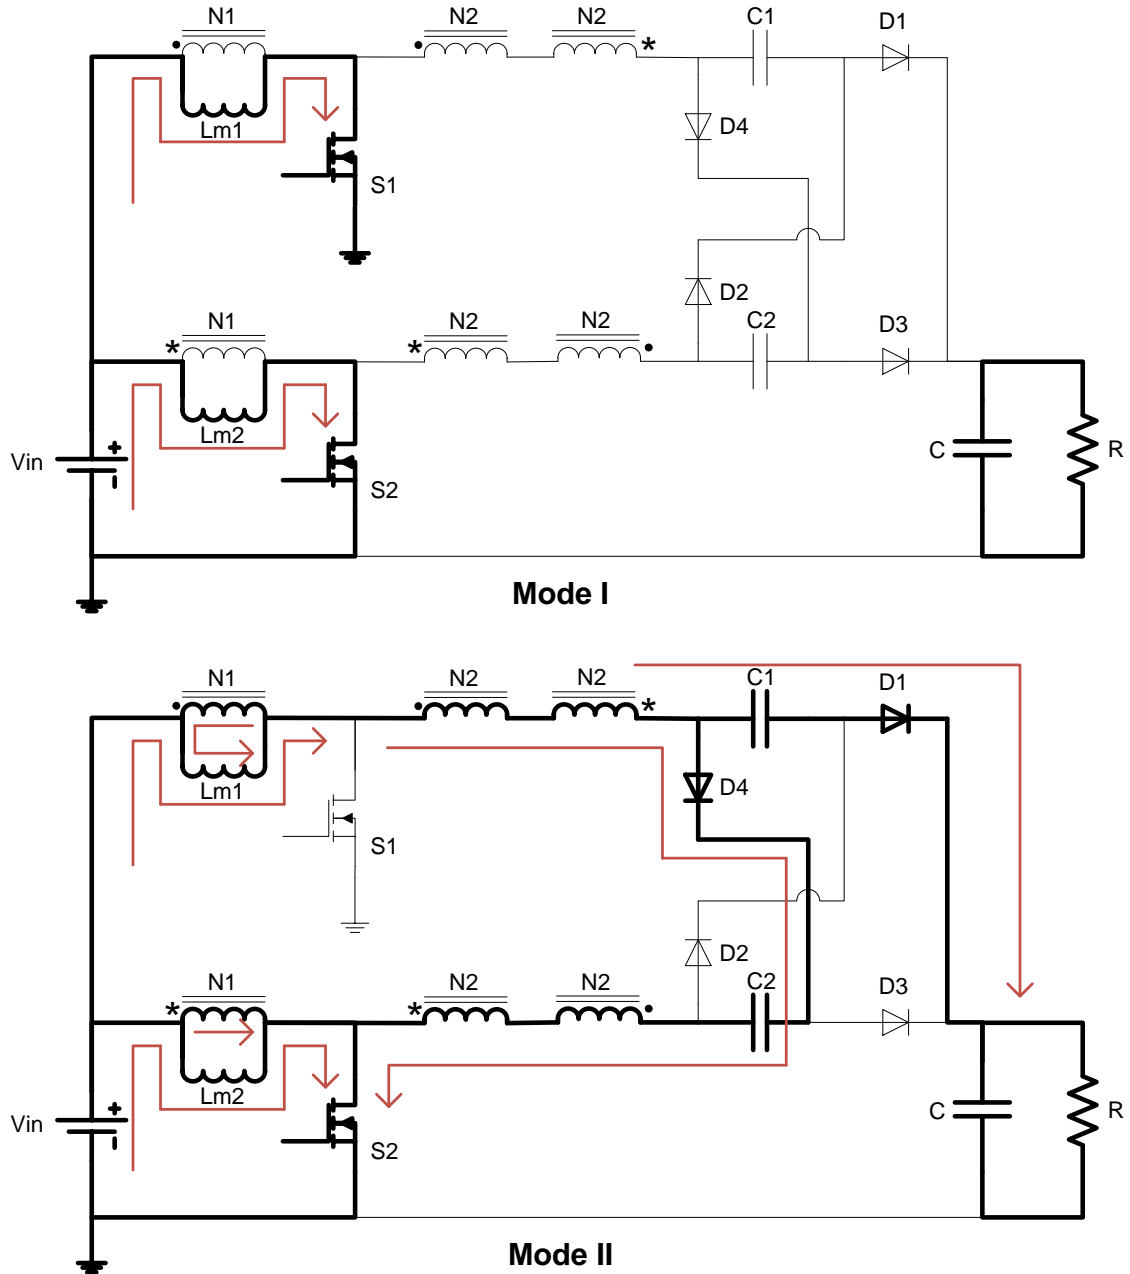 N1 N2 N2 C1 D1
* Lm1 D4
S1
D2
N1 N2 N2 C2 D3
* * Lm2
Vin + S2 C R
Mode I
N1 N2 N2 C1 D1
* Lm1 D4
S1
D2
N1 N2 N2 C2 D3
* * Lm2
Vin + S2 C R
Mode II